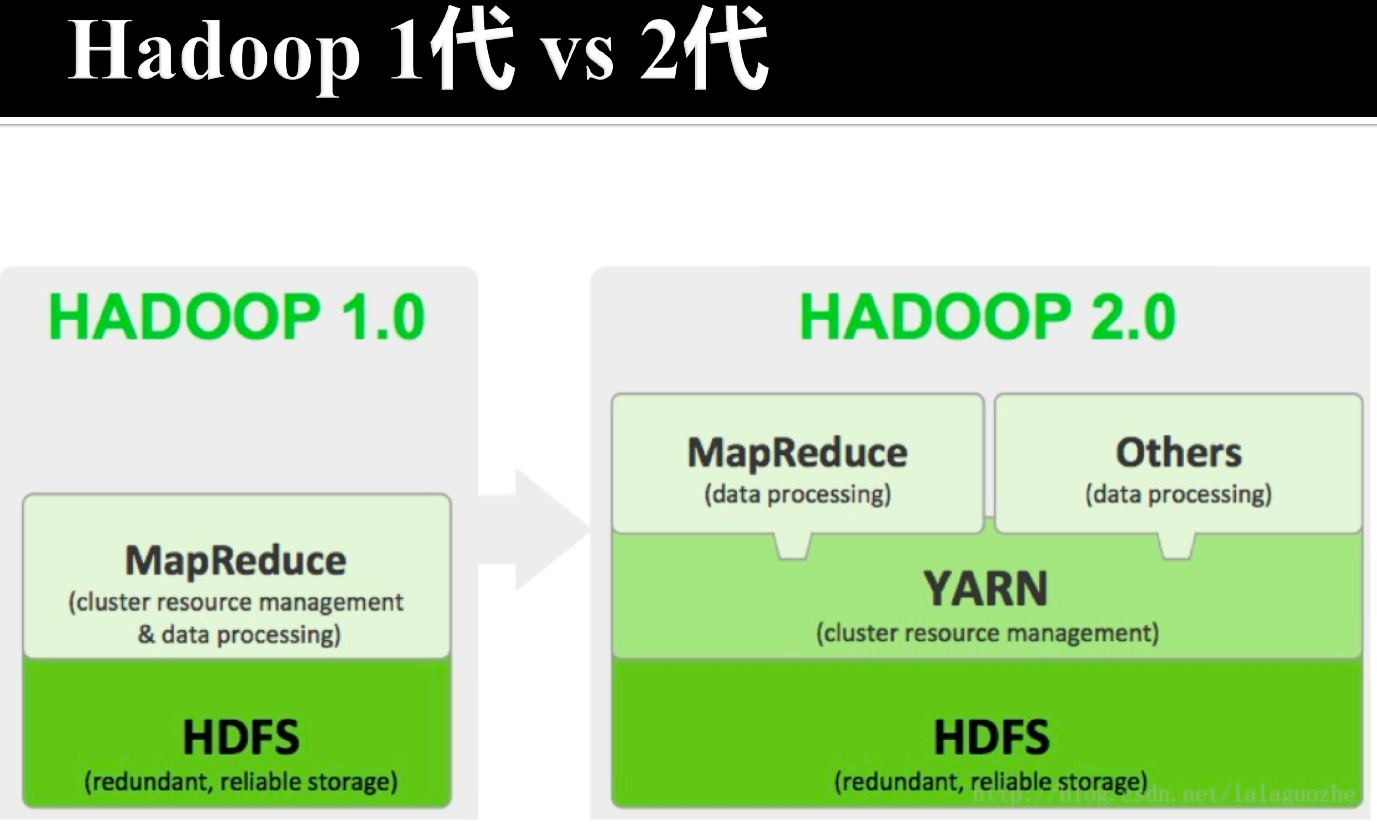 Hadoop 1代 vs 2代
HADOOP 1.0
MapReduce
(cluster resource management
& data processing)
HDFS
(redundant, reliable storage)
HADOOP 2.0
MapReduce
(data processing)
Others
(data processing)
YARN
(cluster resource management)
HDFS
(redundant, reliable storage)
http://blog.csdn.net/lalaguozhe